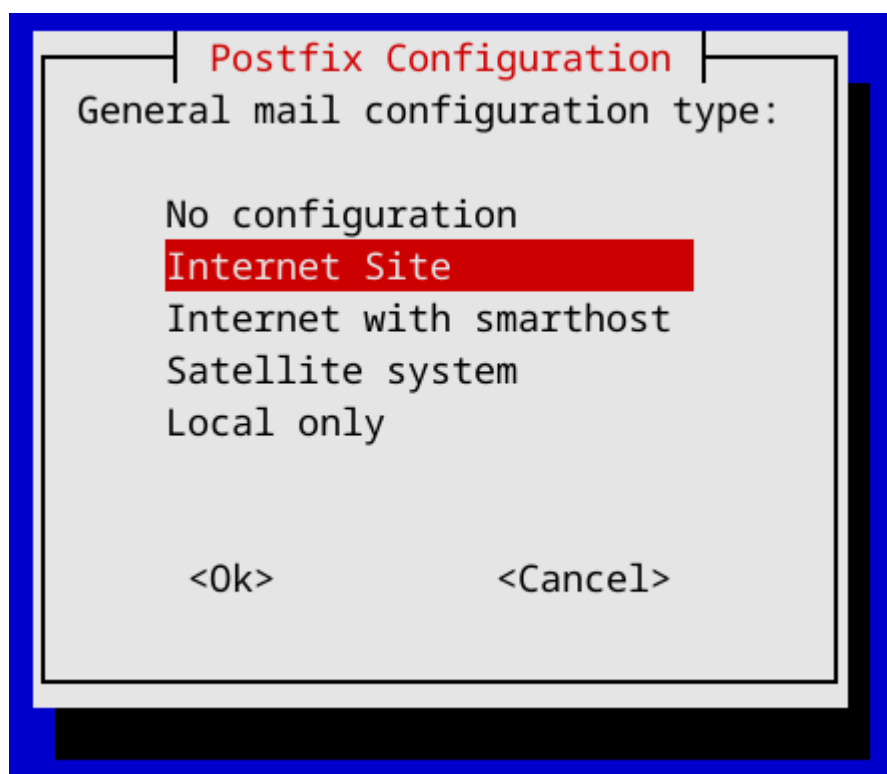 Postfix Configuration
General mail configuration type:
No configuration
Internet Site
Internet with smarthost
Satellite system
Local only
<Ok> <Cancel>